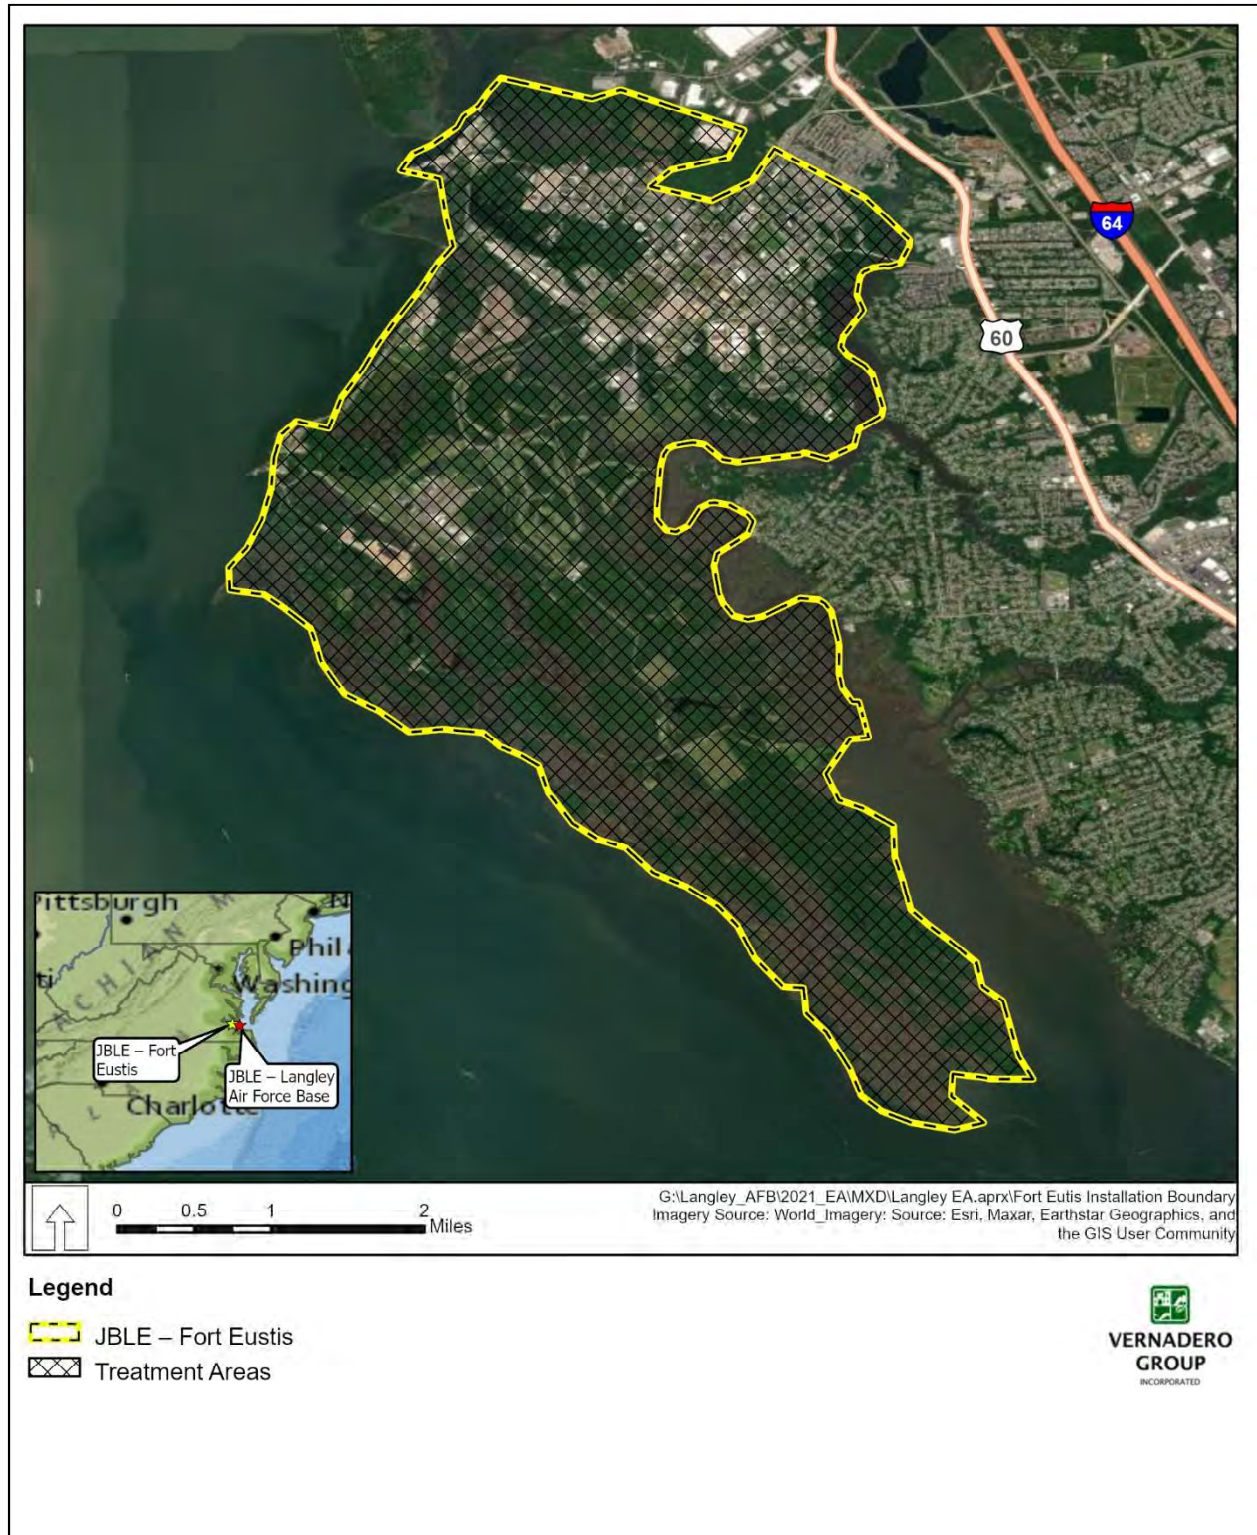 64
60
Pittsburgh
N
ACHIAN M
Phil
Washing
JBLE – Fort
Eustis
JBLE – Langley
Air Force Base
Charlotte
0 0.5 1 2
Miles
G:\Langley_AFB\2021_EA\MXD\Langley EA.aprx\Fort Eutis Installation Boundary
Imagery Source: World_Imagery: Source: Esri, Maxar, Earthstar Geographics, and
the GIS User Community
Legend
JBLE – Fort Eustis
Treatment Areas
VERNADERO
GROUP
INCORPORATED